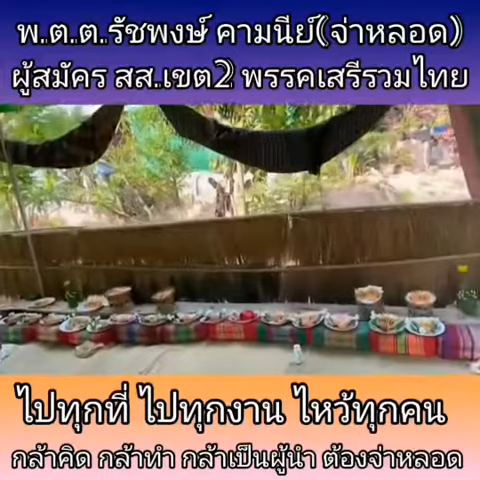 พ.ต.ต.รัชพงษ์ คามนีย์(จ่าหลอด)
ผู้สมัคร สส.เขต2 พรรคเสรีรวมไทย
ไปทุกที่ ไปทุกงาน ไหว้ทุกคน
กล้าคิด กล้าทำ กล้าเป็นผู้นำ ต้องจ่าหลอด